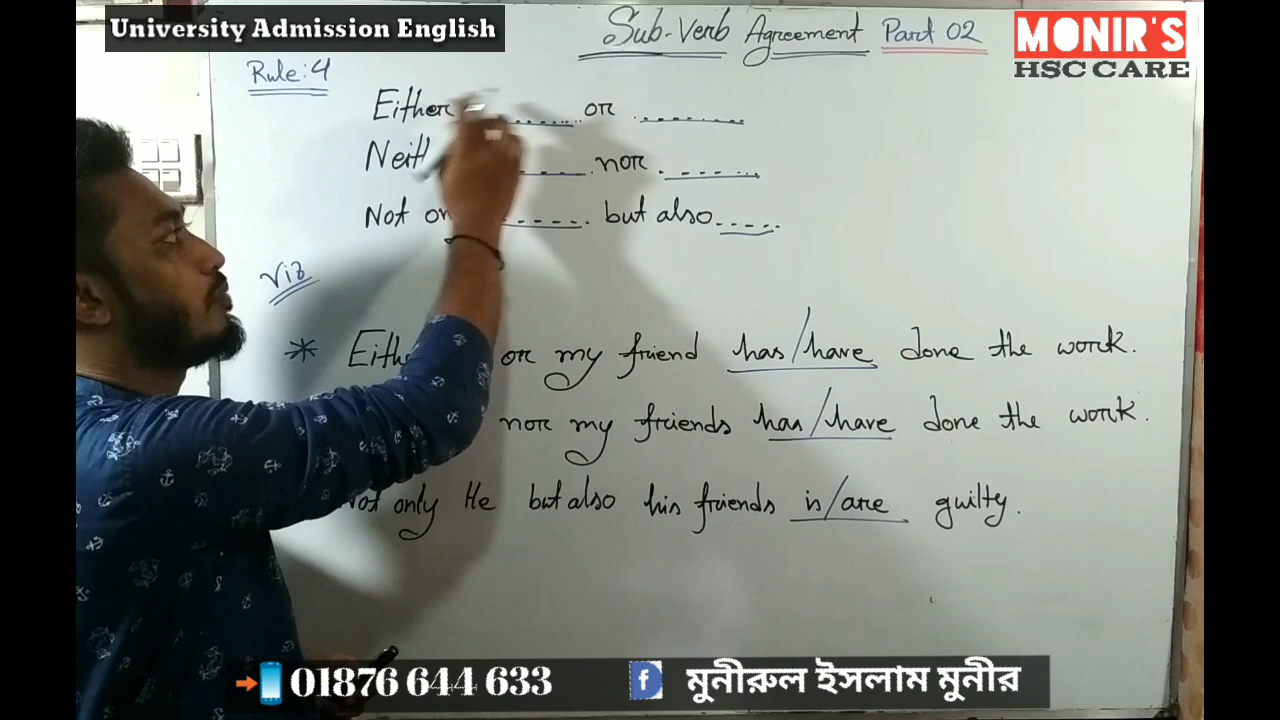 University Admission English
Sub-Verb Agreement Part 02
MONIR'S
HSC CARE
Rule: 4
Either ....... or .......
....... nor .......
Not ....... but also .....
Viz
* or my friend has/have done the work.
nor my friends has/have done the work.
Not only He but also his friends is/are guilty.
01876 644 633
f মুনীরুল ইসলাম মুনীর